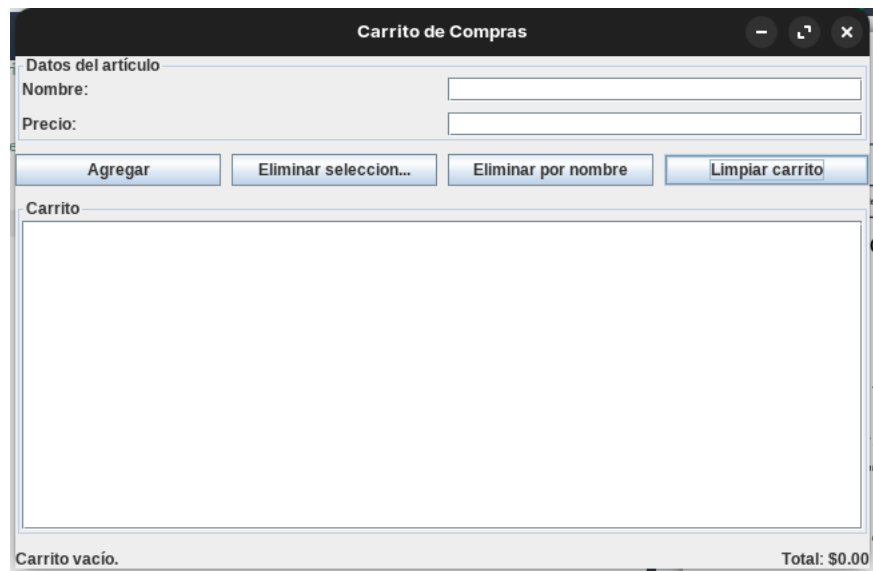 Carrito de Compras
Datos del artículo
Nombre:
Precio:
Agregar Eliminar seleccion... Eliminar por nombre Limpiar carrito
Carrito
Carrito vacío. Total: $0.00